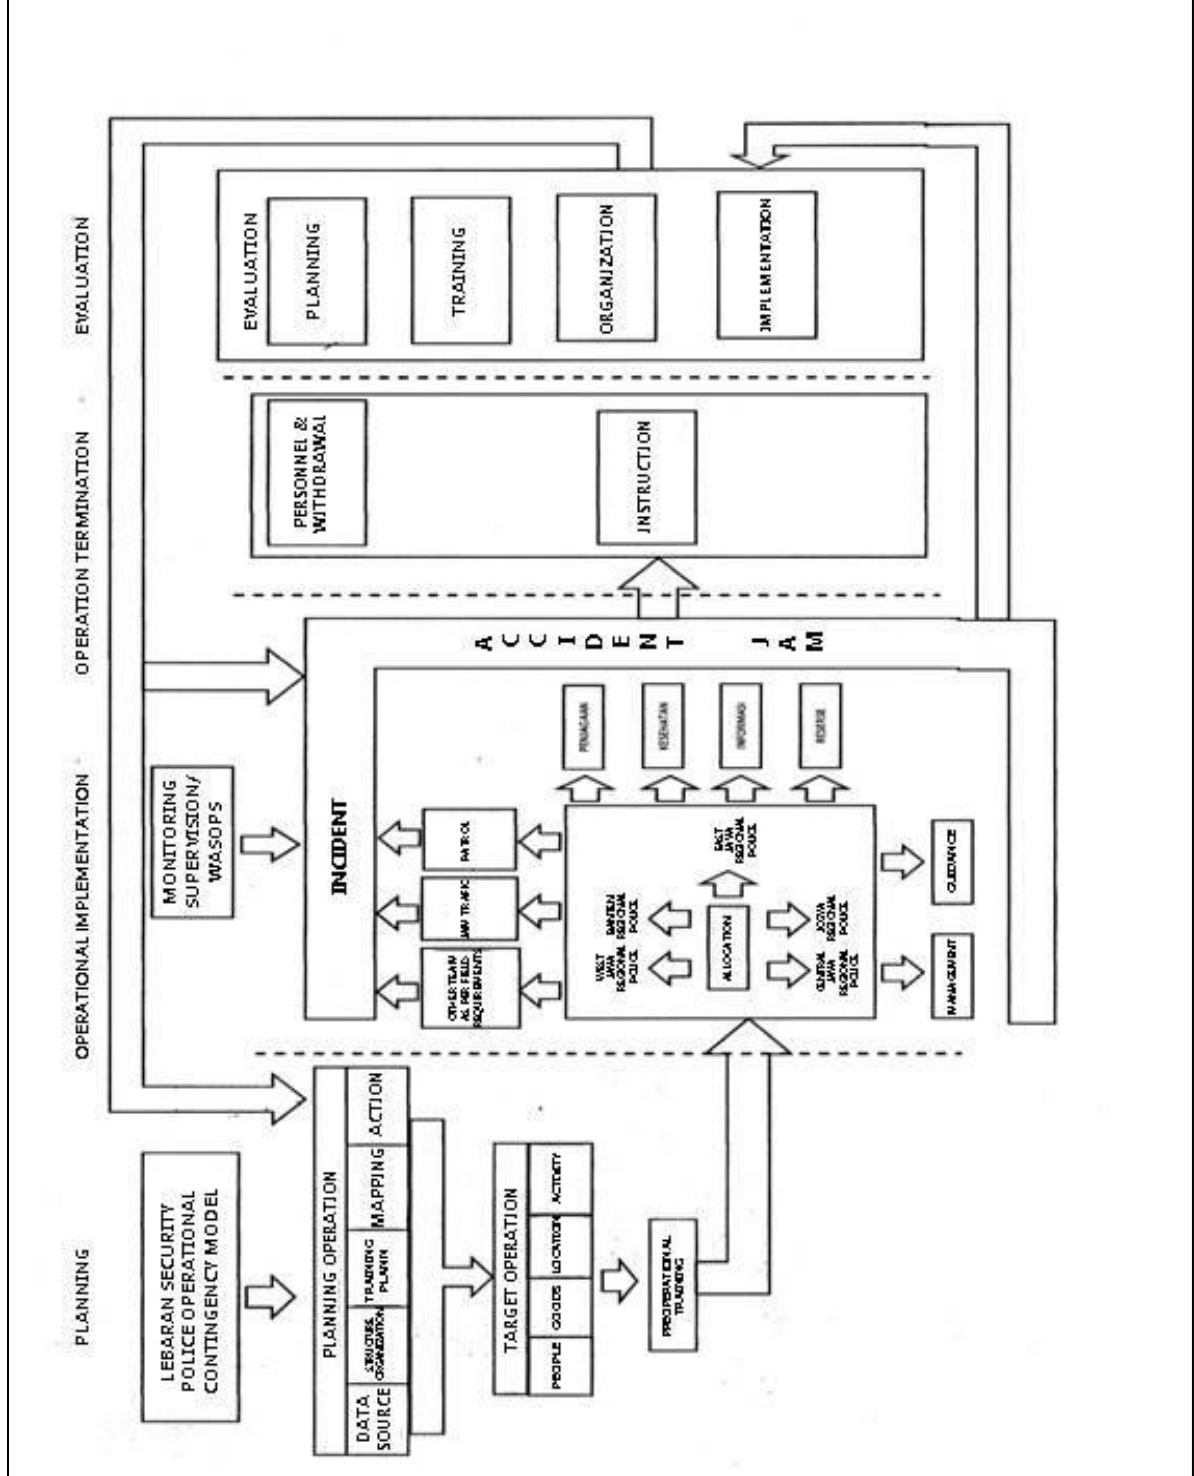 PLANNING
OPERATIONAL IMPLEMENTATION
OPERATION TERMINATION
EVALUATION
LEBARAN SECURITY
POLICE OPERATIONAL
CONTINGENCY MODEL
PLANNING OPERATION
DATA
SOURCE
STRUCTURE
ORGANIZATION
TRAINING
PLANN
MAPPING
ACTION
TARGET OPERATION
PEOPLE
GOODS
LOCATION
ACTIVITY
PREOPERATIONAL
TRAINING
MONITORING
SUPERVISION/
WASOPS
INCIDENT
OTHER TEAM
AS PER FIELD
REQUIREMENTS
JAM TRAFIC
PATROL
WEST
JAVA
REGIONAL
POLICE
BANTEN
REGIONAL
POLICE
ALLOCATION
EAST
JAVA
REGIONAL
POLICE
CENTRAL
JAVA
REGIONAL
POLICE
JOGYA
REGIONAL
POLICE
PENJAGAAN
KESEHATAN
INFORMASI
RESERSE
MANAGEMENT
GUIDANCE
ACCIDENT JAM
PERSONNEL &
WITHDRAWAL
INSTRUCTION
EVALUATION
PLANNING
TRAINING
ORGANIZATION
IMPLEMENTATION